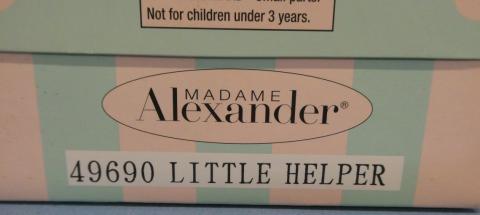 Not for children under 3 years.
MADAME
Alexander®
49690 LITTLE HELPER